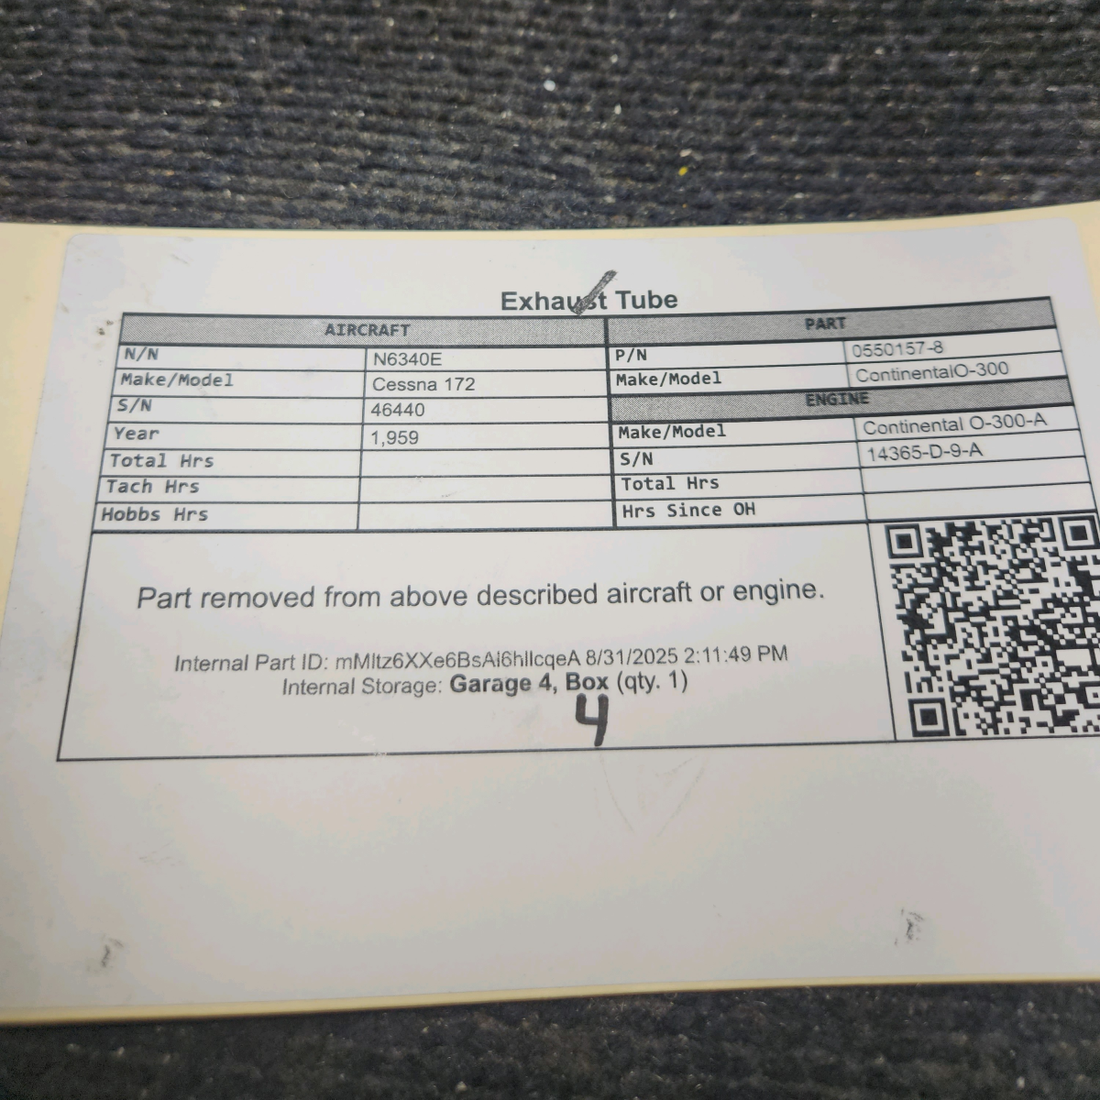 Exhaust Tube
AIRCRAFT PART
N/N N6340E P/N 0550157-8
Make/Model Cessna 172 Make/Model ContinentalO-300
S/N 46440 ENGINE
Year 1,959 Make/Model Continental O-300-A
Total Hrs S/N 14365-D-9-A
Tach Hrs Total Hrs
Hobbs Hrs Hrs Since OH
Part removed from above described aircraft or engine.
Internal Part ID: 8/31/2025 2:11:49 PM
Internal Storage: Garage 4, Box (qty. 1)
4